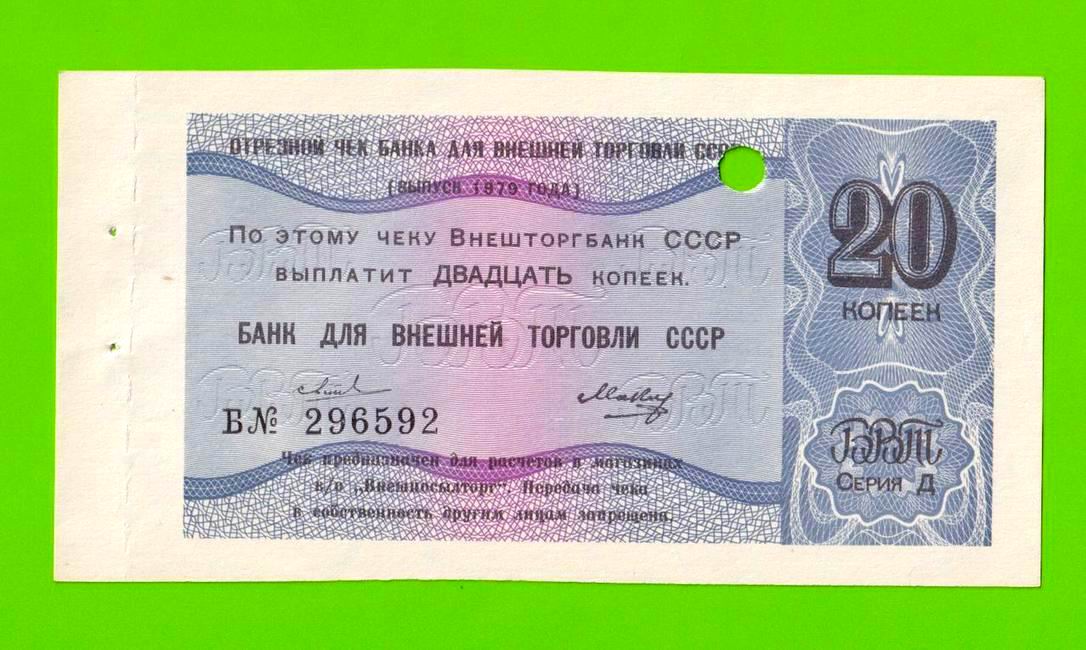 ОТРЕЗНОЙ ЧЕК БАНКА ДЛЯ ВНЕШНЕЙ ТОРГОВЛИ СССР
(ВЫПУСК 1979 ГОДА)
По этому чеку Внешторгбанк СССР
выплатит ДВАДЦАТЬ копеек.
БАНК ДЛЯ ВНЕШНЕЙ ТОРГОВЛИ СССР
Б№ 296592
Чек предназначен для расчетов в магазинах
в/о „Внешпосылторг“. Передача чека
в собственность другим лицам запрещена.
20
КОПЕЕК
БВТ
Серия Д